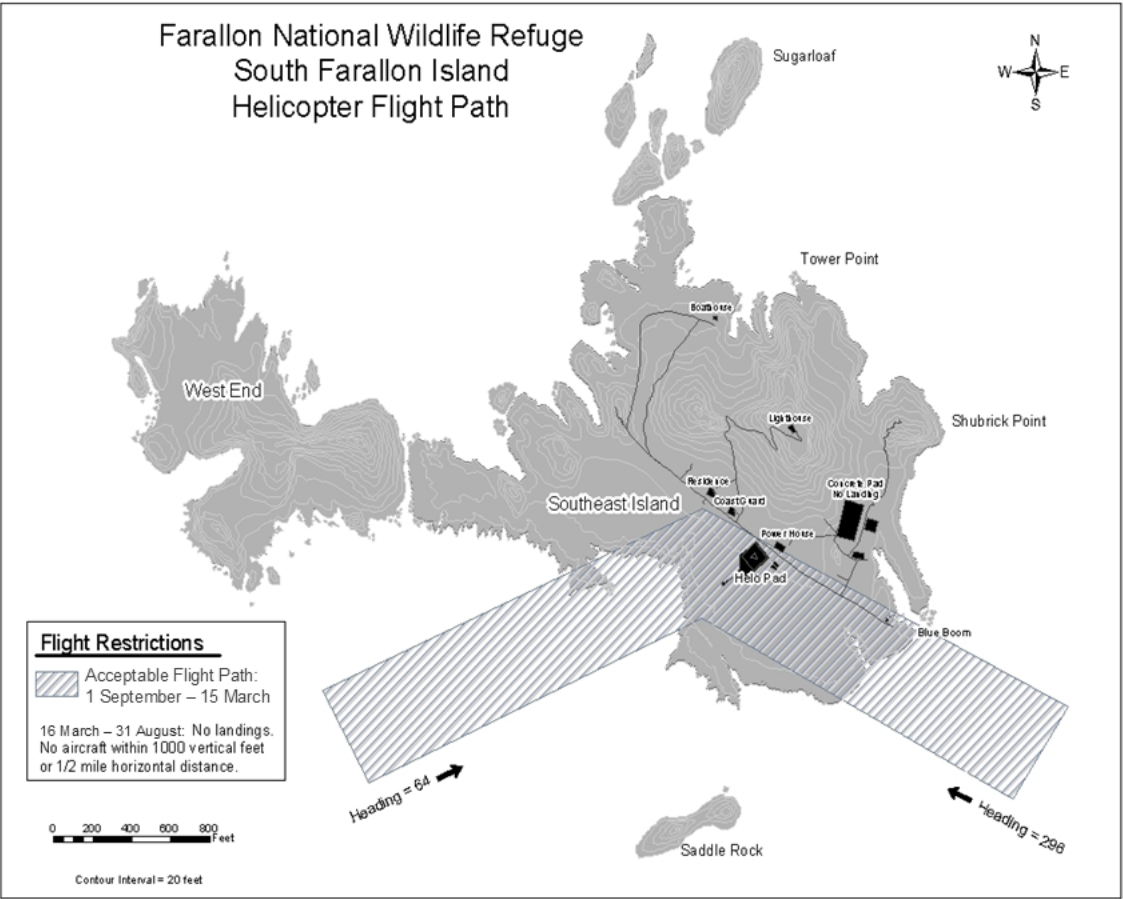 Farallon National Wildlife Refuge
South Farallon Island
Helicopter Flight Path
Sugarloaf
N
W E
S
Tower Point
Boathouse
West End
Lighthouse
Shubrick Point
Residence
Concrete Pad
No Landing
Southeast Island
Coast Guard
Power House
Helo Pad
Blue Boom
Flight Restrictions
Acceptable Flight Path:
1 September – 15 March
16 March – 31 August: No landings.
No aircraft within 1000 vertical feet
or 1/2 mile horizontal distance.
Heading = 64
Heading = 296
0 200 400 600 800
Feet
Saddle Rock
Contour Interval = 20 feet